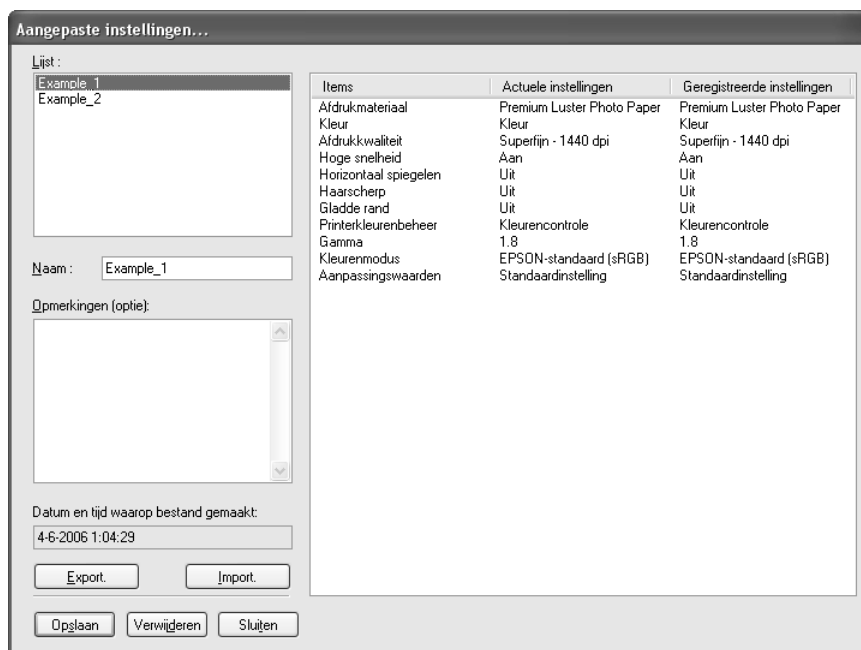 Aangepaste instellingen...
Lijst :
Example_1
Example_2
Naam : Example_1
Opmerkingen (optie):
Datum en tijd waarop bestand gemaakt:
4-6-2006 1:04:29
Export. Import.
Opslaan Verwijderen Sluiten
Items Actuele instellingen Geregistreerde instellingen
Afdrukmateriaal Premium Luster Photo Paper Premium Luster Photo Paper
Kleur Kleur Kleur
Afdrukkwaliteit Superfijn - 1440 dpi Superfijn - 1440 dpi
Hoge snelheid Aan Aan
Horizontaal spiegelen Uit Uit
Haarscherp Uit Uit
Gladde rand Uit Uit
Printerkleurenbeheer Kleurencontrole Kleurencontrole
Gamma 1.8 1.8
Kleurenmodus EPSON-standaard (sRGB) EPSON-standaard (sRGB)
Aanpassingswaarden Standaardinstelling Standaardinstelling